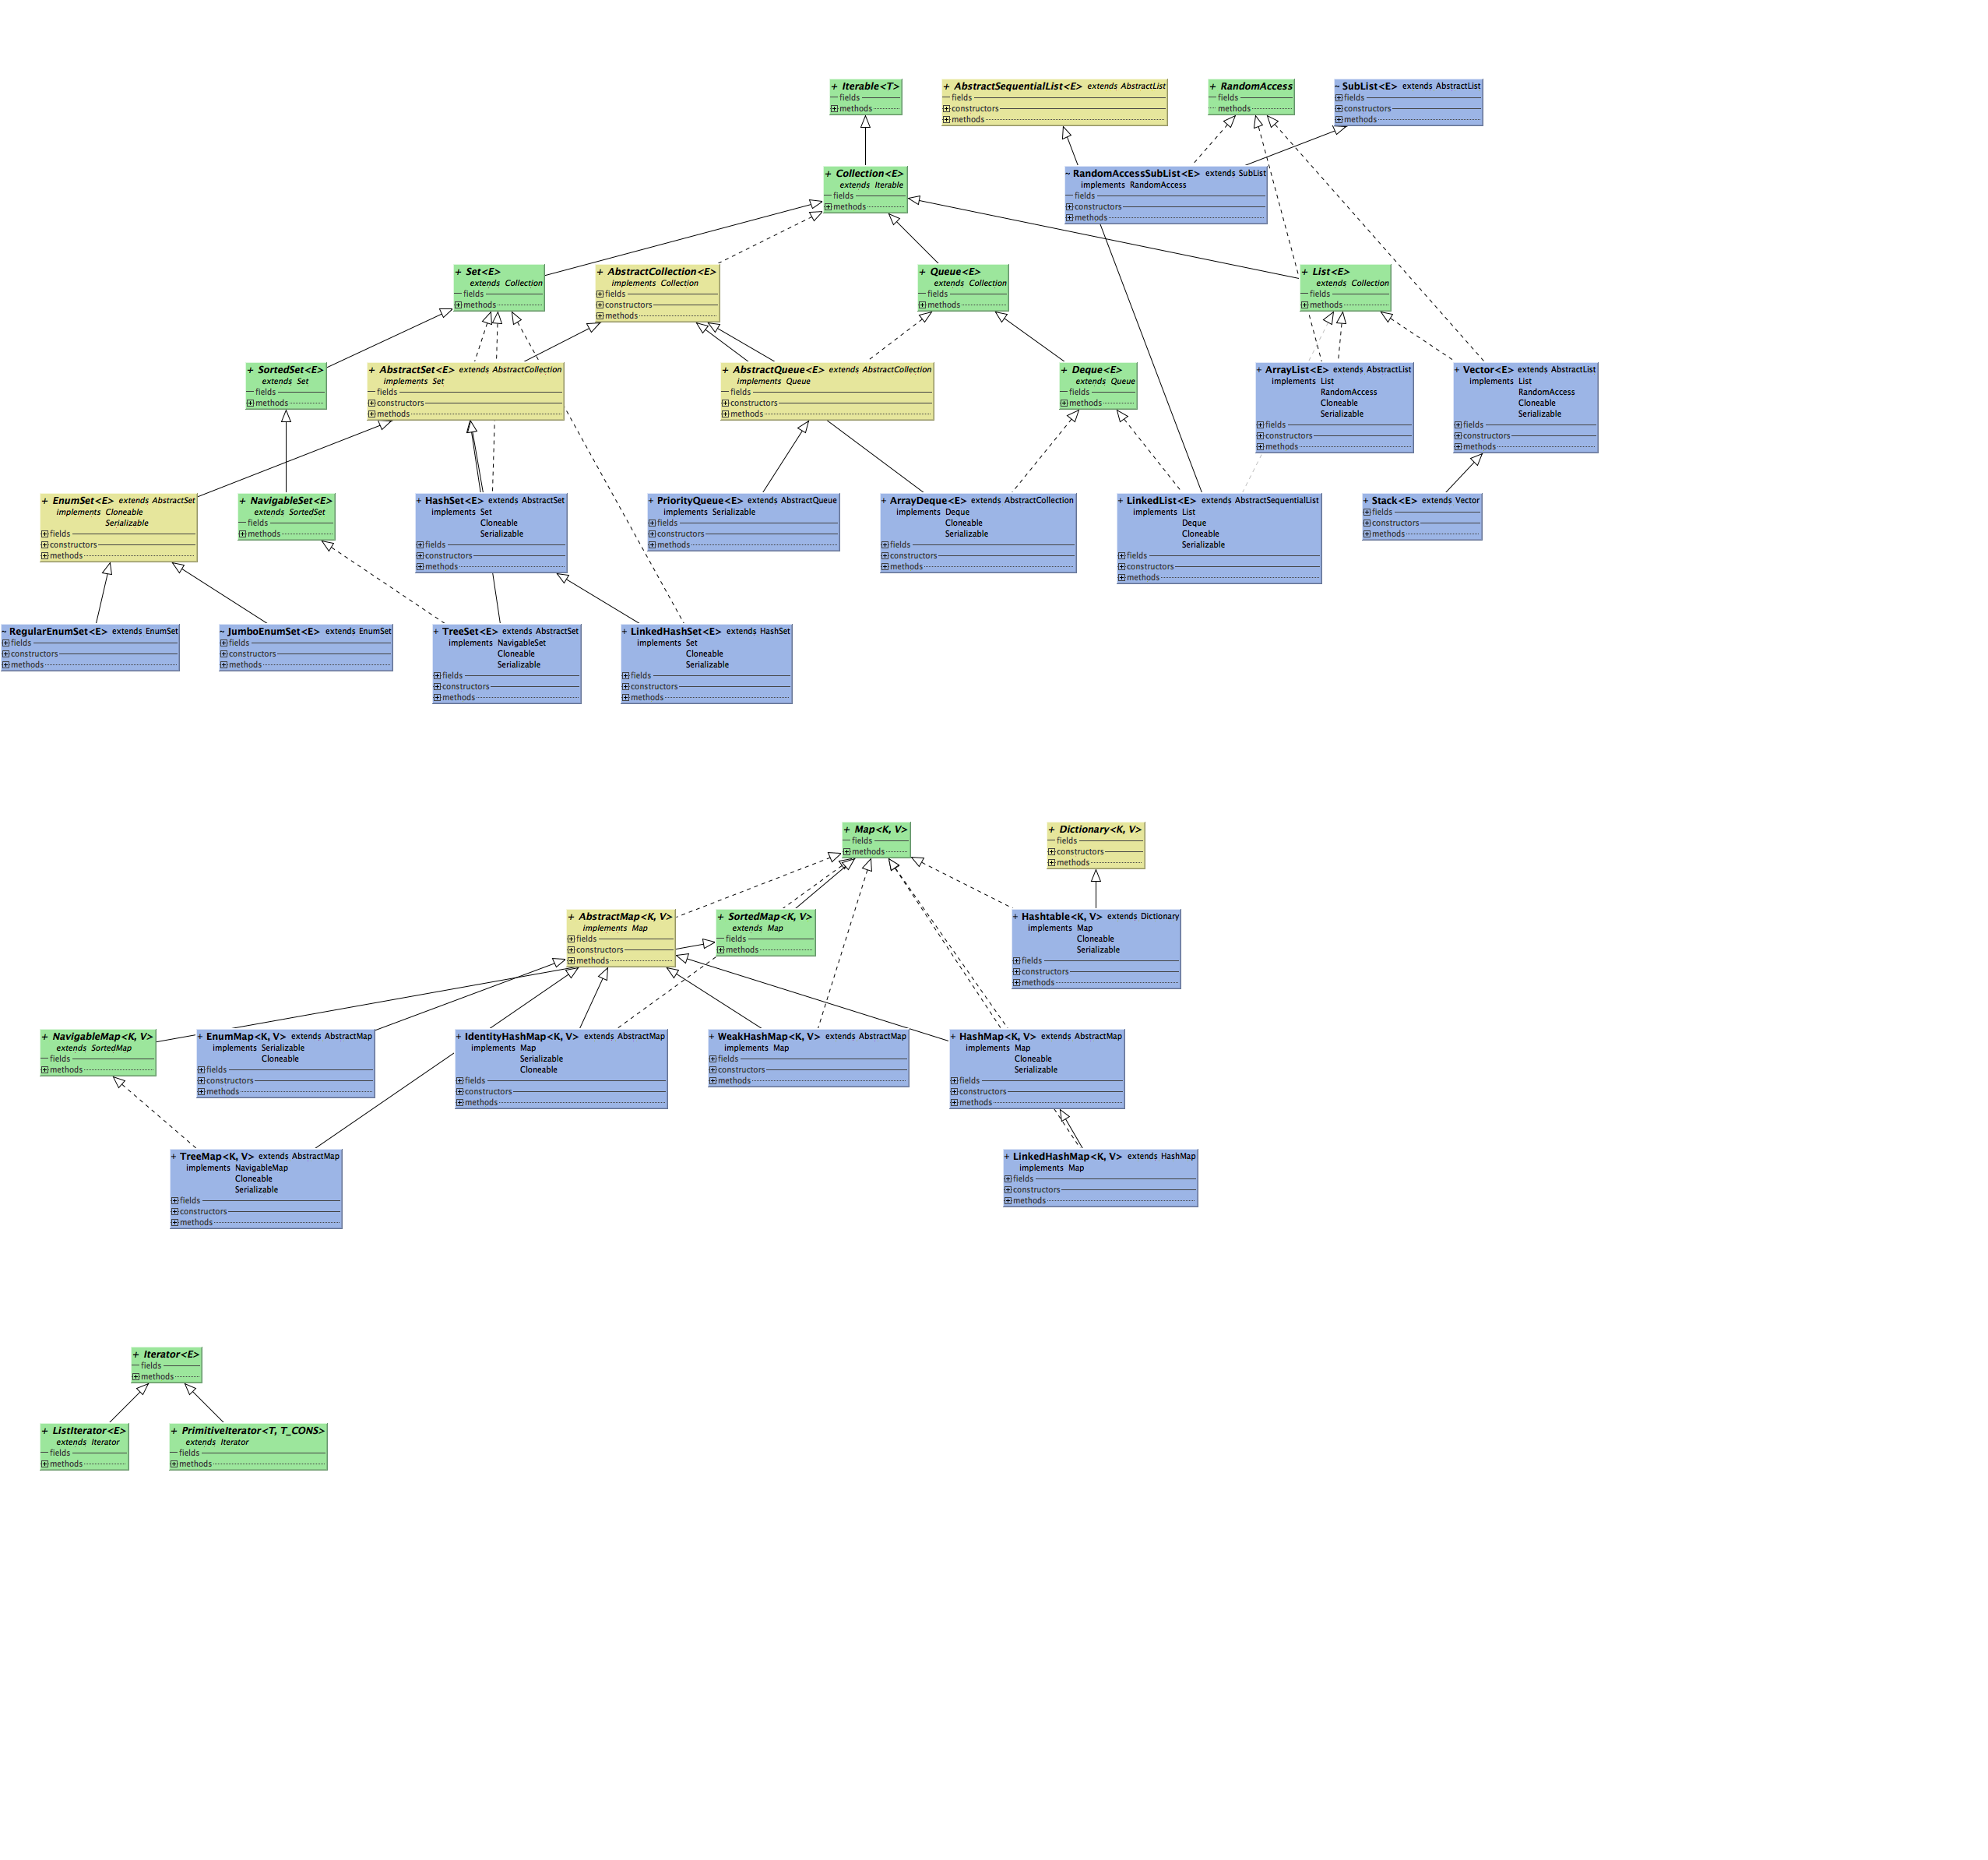 + Iterable<T>
fields
methods
+ AbstractSequentialList<E> extends AbstractList
fields
constructors
methods
+ RandomAccess
fields
methods
~ SubList<E> extends AbstractList
fields
constructors
methods
+ Collection<E>
extends Iterable
fields
methods
~ RandomAccessSubList<E> extends SubList
implements RandomAccess
fields
constructors
methods
+ Set<E>
extends Collection
fields
methods
+ AbstractCollection<E>
implements Collection
fields
constructors
methods
+ Queue<E>
extends Collection
fields
methods
+ List<E>
extends Collection
fields
methods
+ SortedSet<E>
extends Set
fields
methods
+ AbstractSet<E> extends AbstractCollection
implements Set
fields
constructors
methods
+ AbstractQueue<E> extends AbstractCollection
implements Queue
fields
constructors
methods
+ Deque<E>
extends Queue
fields
methods
+ ArrayList<E> extends AbstractList
implements List
RandomAccess
Cloneable
Serializable
fields
constructors
methods
+ Vector<E> extends AbstractList
implements List
RandomAccess
Cloneable
Serializable
fields
constructors
methods
+ EnumSet<E> extends AbstractSet
implements Cloneable
Serializable
fields
constructors
methods
+ NavigableSet<E>
extends SortedSet
fields
methods
+ HashSet<E> extends AbstractSet
implements Set
Cloneable
Serializable
fields
constructors
methods
+ PriorityQueue<E> extends AbstractQueue
implements Serializable
fields
constructors
methods
+ ArrayDeque<E> extends AbstractCollection
implements Deque
Cloneable
Serializable
fields
constructors
methods
+ LinkedList<E> extends AbstractSequentialList
implements List
Deque
Cloneable
Serializable
fields
constructors
methods
+ Stack<E> extends Vector
fields
constructors
methods
~ RegularEnumSet<E> extends EnumSet
fields
constructors
methods
~ JumboEnumSet<E> extends EnumSet
fields
constructors
methods
+ TreeSet<E> extends AbstractSet
implements NavigableSet
Cloneable
Serializable
fields
constructors
methods
+ LinkedHashSet<E> extends HashSet
implements Set
Cloneable
Serializable
fields
constructors
methods
+ Map<K, V>
fields
methods
+ Dictionary<K, V>
fields
constructors
methods
+ AbstractMap<K, V>
implements Map
fields
constructors
methods
+ SortedMap<K, V>
extends Map
fields
methods
+ Hashtable<K, V> extends Dictionary
implements Map
Cloneable
Serializable
fields
constructors
methods
+ NavigableMap<K, V>
extends SortedMap
fields
methods
+ EnumMap<K, V> extends AbstractMap
implements Serializable
Cloneable
fields
constructors
methods
+ IdentityHashMap<K, V> extends AbstractMap
implements Map
Serializable
Cloneable
fields
constructors
methods
+ WeakHashMap<K, V> extends AbstractMap
implements Map
fields
constructors
methods
+ HashMap<K, V> extends AbstractMap
implements Map
Cloneable
Serializable
fields
constructors
methods
+ TreeMap<K, V> extends AbstractMap
implements NavigableMap
Cloneable
Serializable
fields
constructors
methods
+ LinkedHashMap<K, V> extends HashMap
implements Map
fields
constructors
methods
+ Iterator<E>
fields
methods
+ ListIterator<E>
extends Iterator
fields
methods
+ PrimitiveIterator<T, T_CONS>
extends Iterator
fields
methods